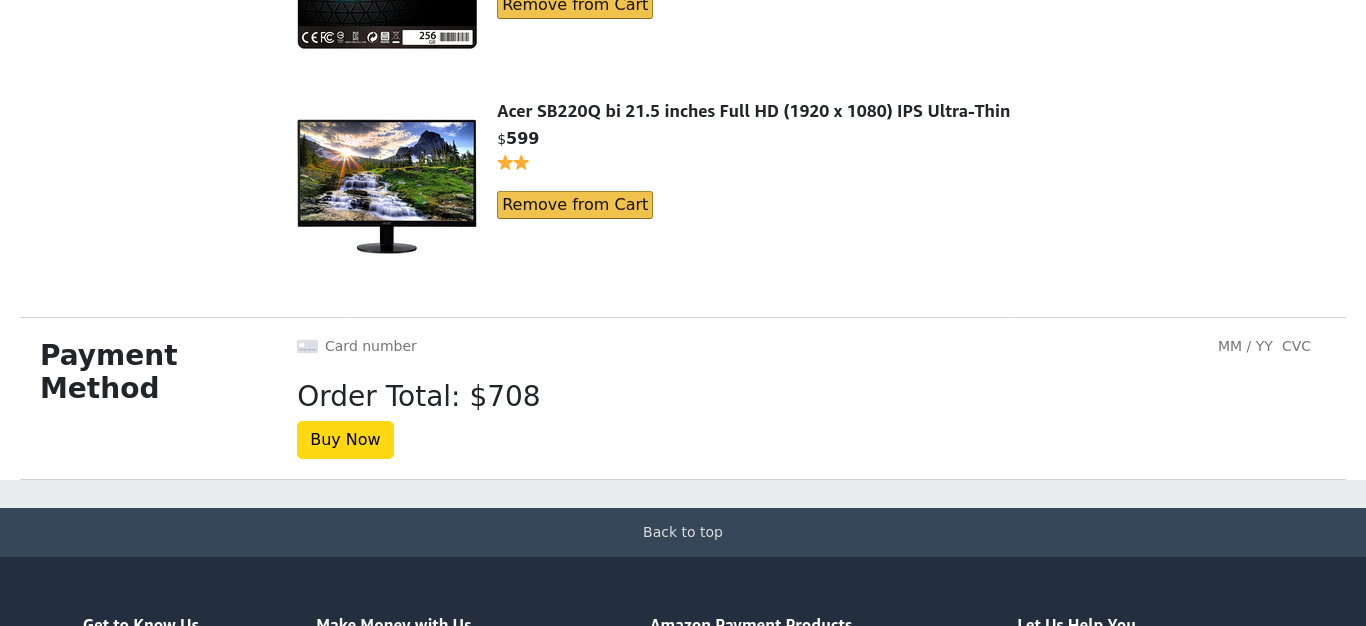 Remove from Cart
256
GB
Acer SB220Q bi 21.5 inches Full HD (1920 x 1080) IPS Ultra-Thin
$599
Remove from Cart
Payment
Method
Card number
MM / YY CVC
Order Total: $708
Buy Now
Back to top
Get to Know Us
Make Money with Us
Amazon Payment Products
Let Us Help You